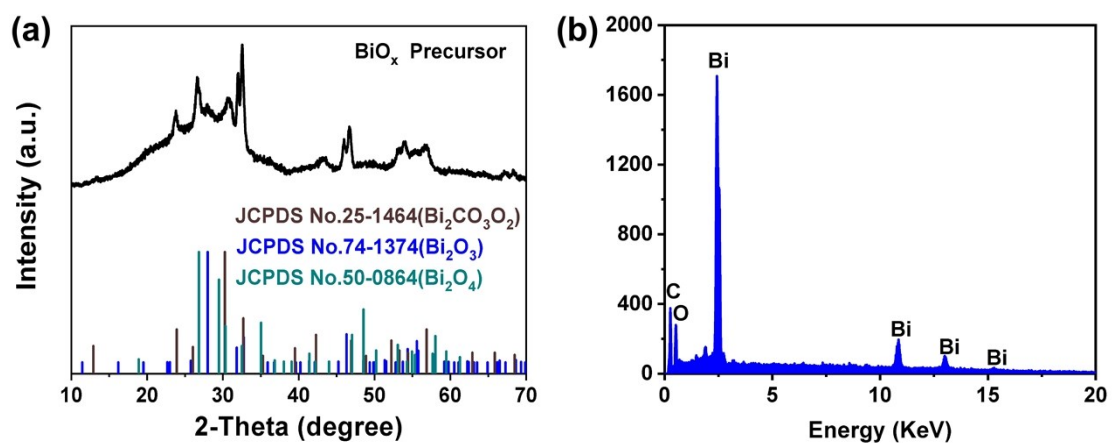 (a)
BiOₓ Precursor
JCPDS No.25-1464(Bi₂CO₃O₂)
JCPDS No.74-1374(Bi₂O₃)
JCPDS No.50-0864(Bi₂O₄)
Intensity (a.u.)
10 20 30 40 50 60 70
2-Theta (degree)
(b)
2000
1600
1200
800
400
0
Bi
C
O
Bi
Bi
Bi
0 5 10 15 20
Energy (KeV)